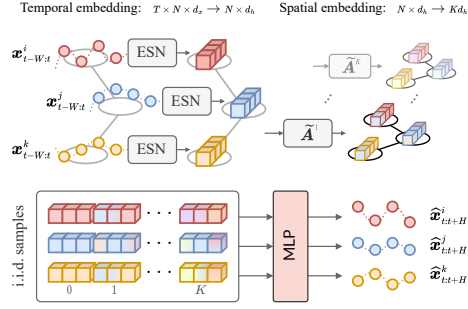 Temporal embedding: T × N × d_x → N × d_h
Spatial embedding: N × d_h → Kd_h
x^i_{t−W:t} ESN
x^j_{t−W:t} ESN
x^k_{t−W:t} ESN
Ã^K
⋰
Ã^1
i.i.d. samples
· · ·
· · ·
· · ·
0 1 K
MLP
x̂^i_{t:t+H}
x̂^j_{t:t+H}
x̂^k_{t:t+H}